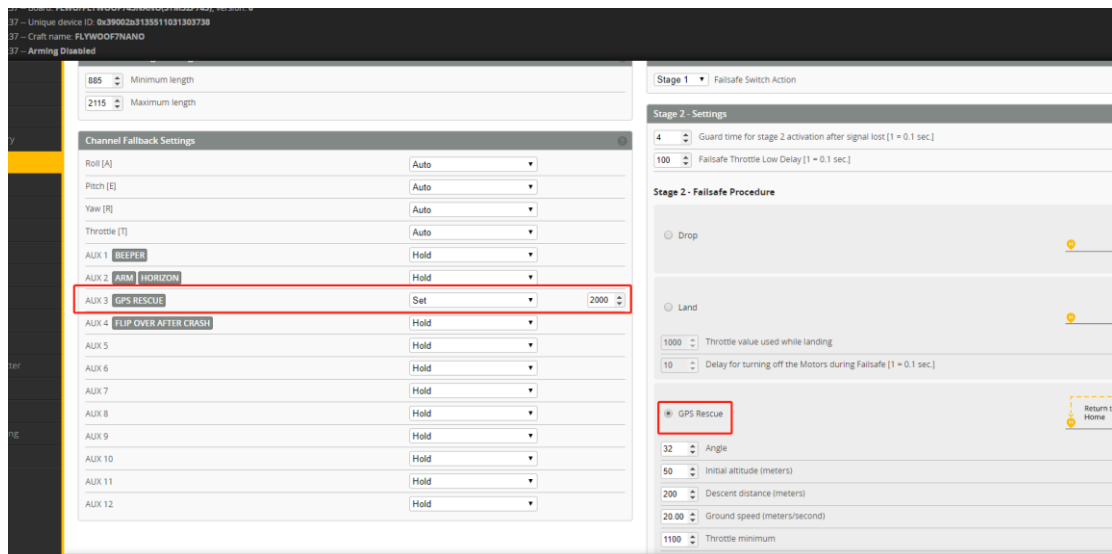 37 -- Unique device ID: 0x39002b3135511031303738
37 -- Craft name: FLYWOOF7NANO
37 -- Arming Disabled
885 Minimum length
2115 Maximum length
Channel Fallback Settings
Roll [A] Auto
Pitch [E] Auto
Yaw [R] Auto
Throttle [T] Auto
AUX 1 BEEPER Hold
AUX 2 ARM HORIZON Hold
AUX 3 GPS RESCUE Set 2000
AUX 4 FLIP OVER AFTER CRASH Hold
AUX 5 Hold
AUX 6 Hold
AUX 7 Hold
AUX 8 Hold
AUX 9 Hold
AUX 10 Hold
AUX 11 Hold
AUX 12 Hold
Stage 1 Failsafe Switch Action
Stage 2 - Settings
4 Guard time for stage 2 activation after signal lost [1 = 0.1 sec.]
100 Failsafe Throttle Low Delay [1 = 0.1 sec.]
Stage 2 - Failsafe Procedure
Drop
Land
1000 Throttle value used while landing
10 Delay for turning off the Motors during Failsafe [1 = 0.1 sec.]
GPS Rescue
Return t
Home
32 Angle
50 Initial altitude (meters)
200 Descent distance (meters)
20.00 Ground speed (meters/second)
1100 Throttle minimum